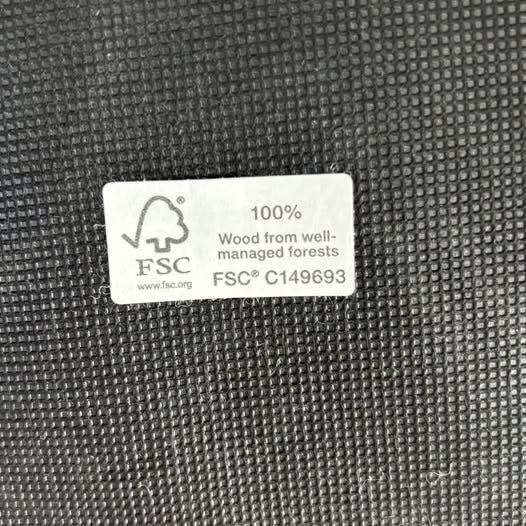 ®
FSC
www.fsc.org
100%
Wood from well-
managed forests
FSC® C149693